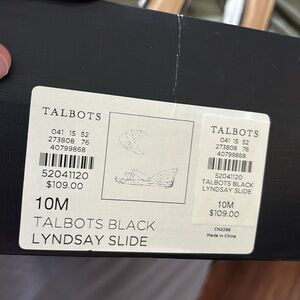 TALBOTS
041 15 52
273808 76
40799868
52041120
$109.00
10M
TALBOTS BLACK
LYNDSAY SLIDE
TALBOTS
041 15 52
273808 76
40799868
52041120
TALBOTS BLACK
LYNDSAY SLIDE
10M
$109.00
CN2288
Made in China